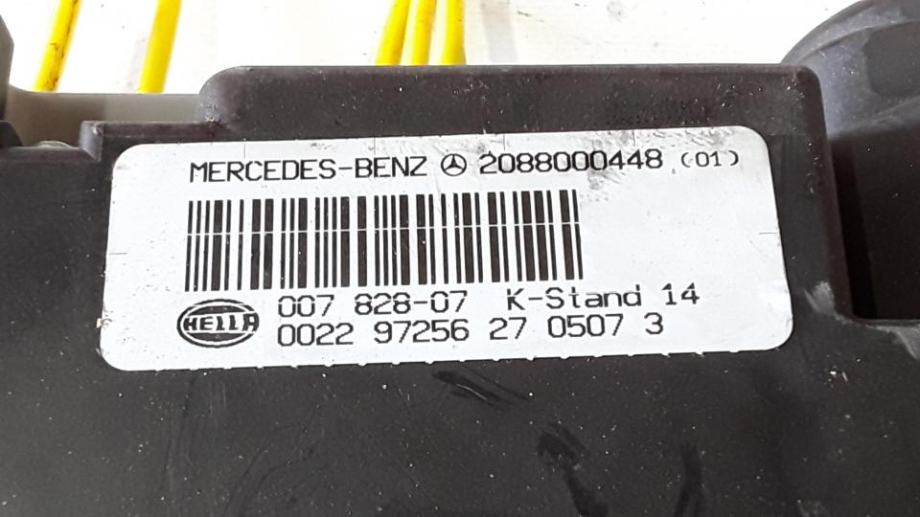 MERCEDES-BENZ 2088000448 (01)
HELLA 007 828-07 K-Stand 14
0022 97256 27 0507 3